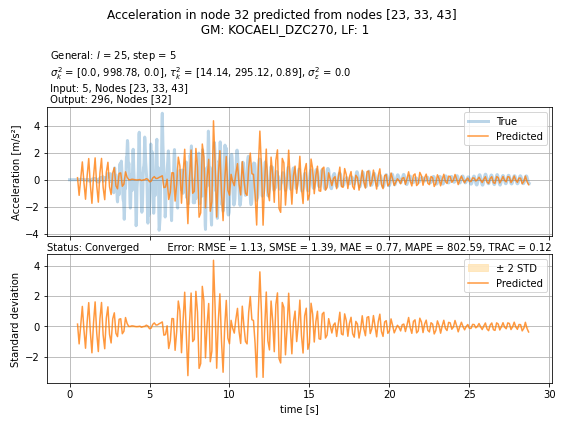 Acceleration in node 32 predicted from nodes [23, 33, 43]
GM: KOCAELI_DZC270, LF: 1
General: l = 25, step = 5
σ²ₖ = [0.0, 998.78, 0.0], τ²ₖ = [14.14, 295.12, 0.89], σ²ε = 0.0
Input: 5, Nodes [23, 33, 43]
Output: 296, Nodes [32]
Acceleration [m/s²]
4
2
0
−2
−4
True
Predicted
Status: Converged
Error: RMSE = 1.13, SMSE = 1.39, MAE = 0.77, MAPE = 802.59, TRAC = 0.12
Standard deviation
4
2
0
−2
± 2 STD
Predicted
0 5 10 15 20 25 30
time [s]